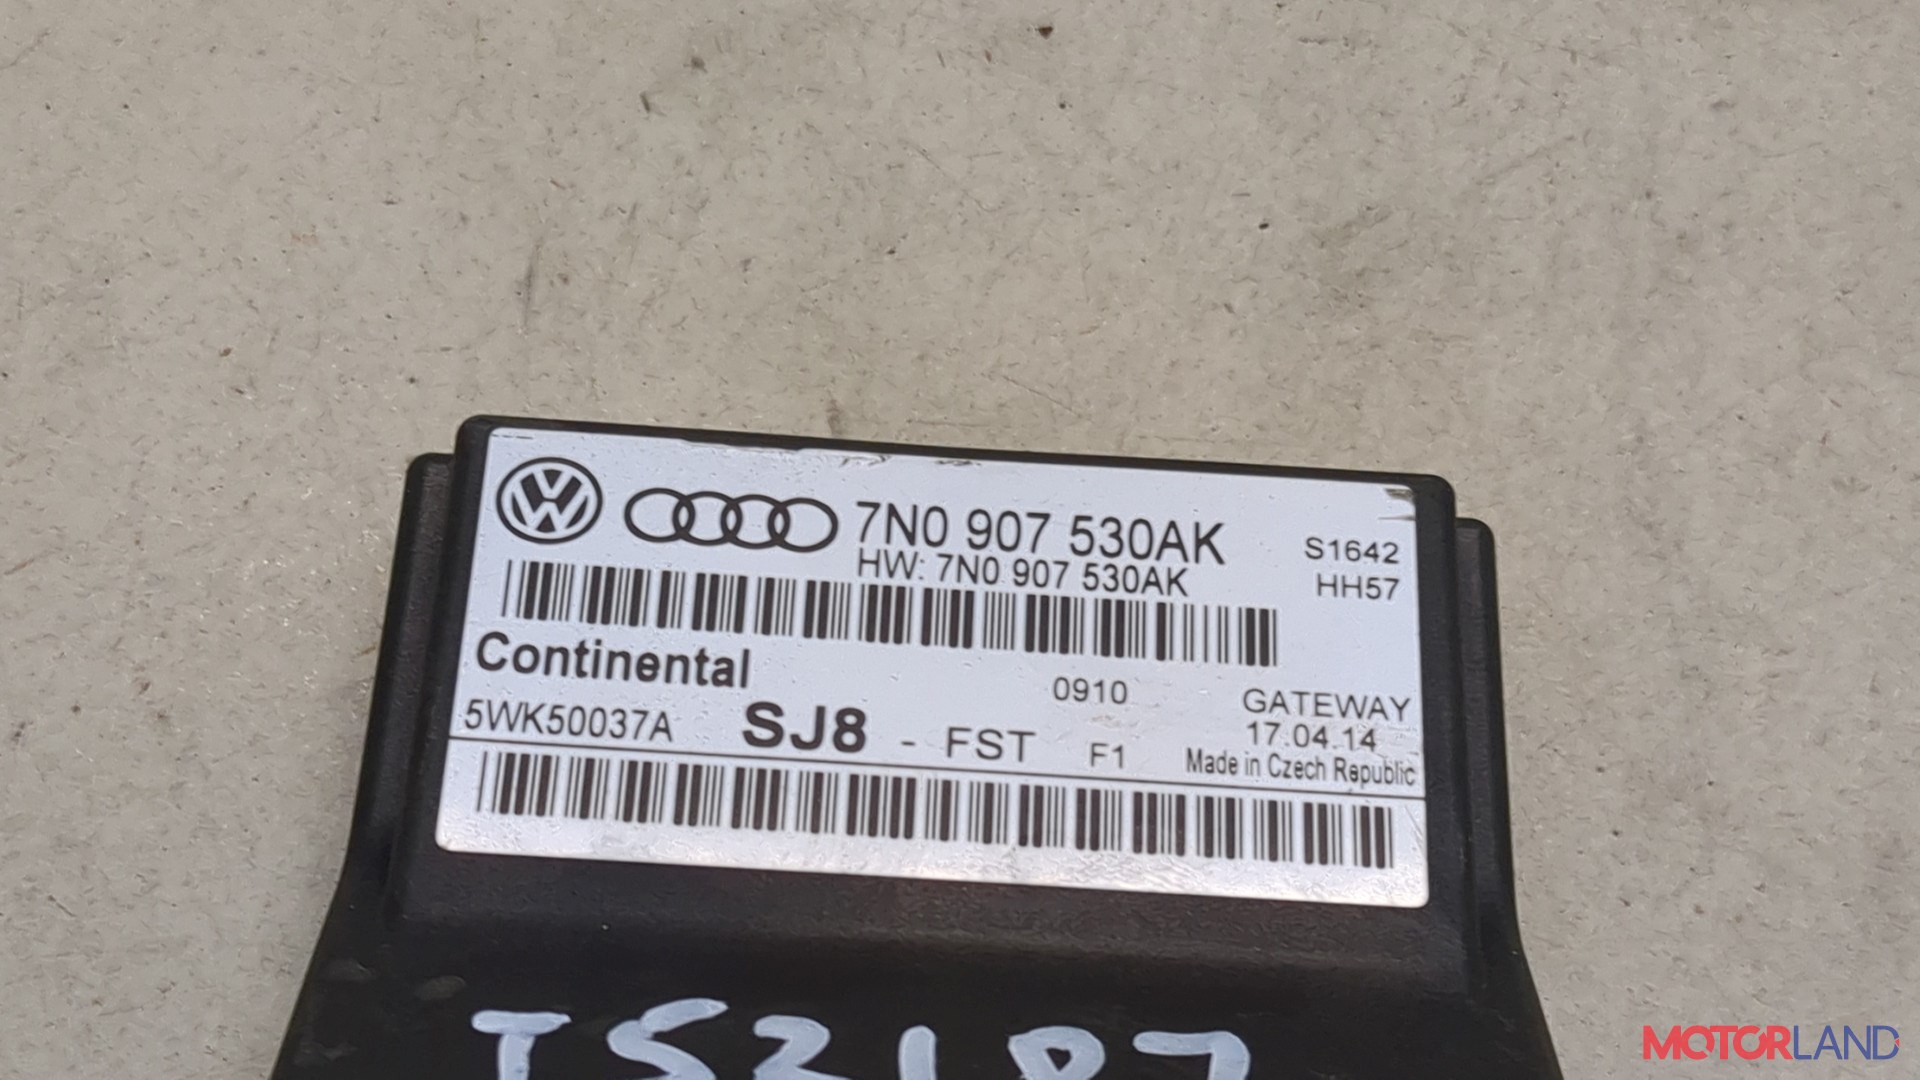 7N0 907 530AK
HW: 7N0 907 530AK
S1642
HH57
Continental
0910
GATEWAY
5WK50037A
SJ8 - FST F1
17.04.14
Made in Czech Republic
TS2107
MOTORLAND